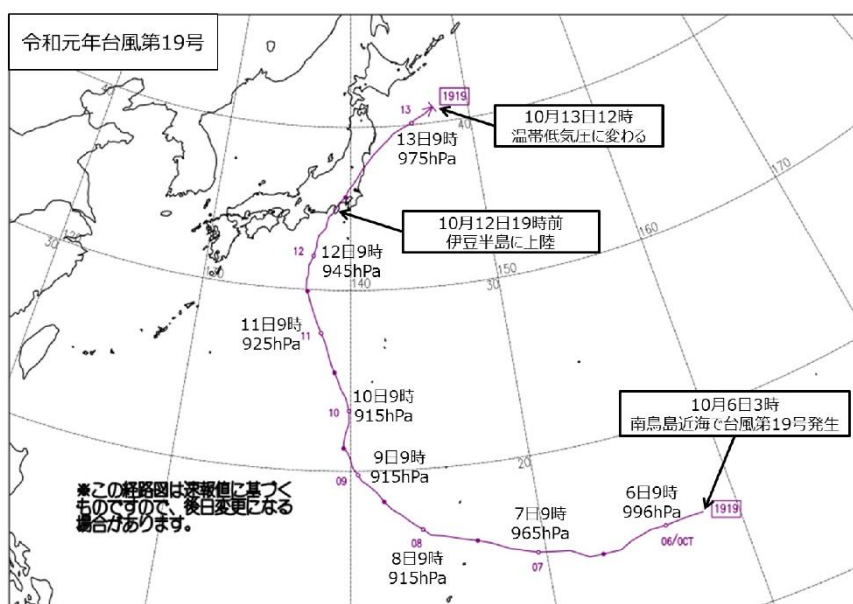 令和元年台風第19号
1919
13
10月13日12時
温帯低気圧に変わる
40
13日9時
975hPa
170
10月12日19時前
伊豆半島に上陸
160
30
12
12日9時
945hPa
150
140
30
11日9時
925hPa
11
10月6日3時
南鳥島近海で台風第19号発生
10日9時
915hPa
10
9日9時
915hPa
20
09
※この経路図は速報値に基づく
ものですので、後日変更になる
場合があります。
6日9時
996hPa
7日9時
965hPa
1919
06/OCT
08
8日9時
915hPa
07